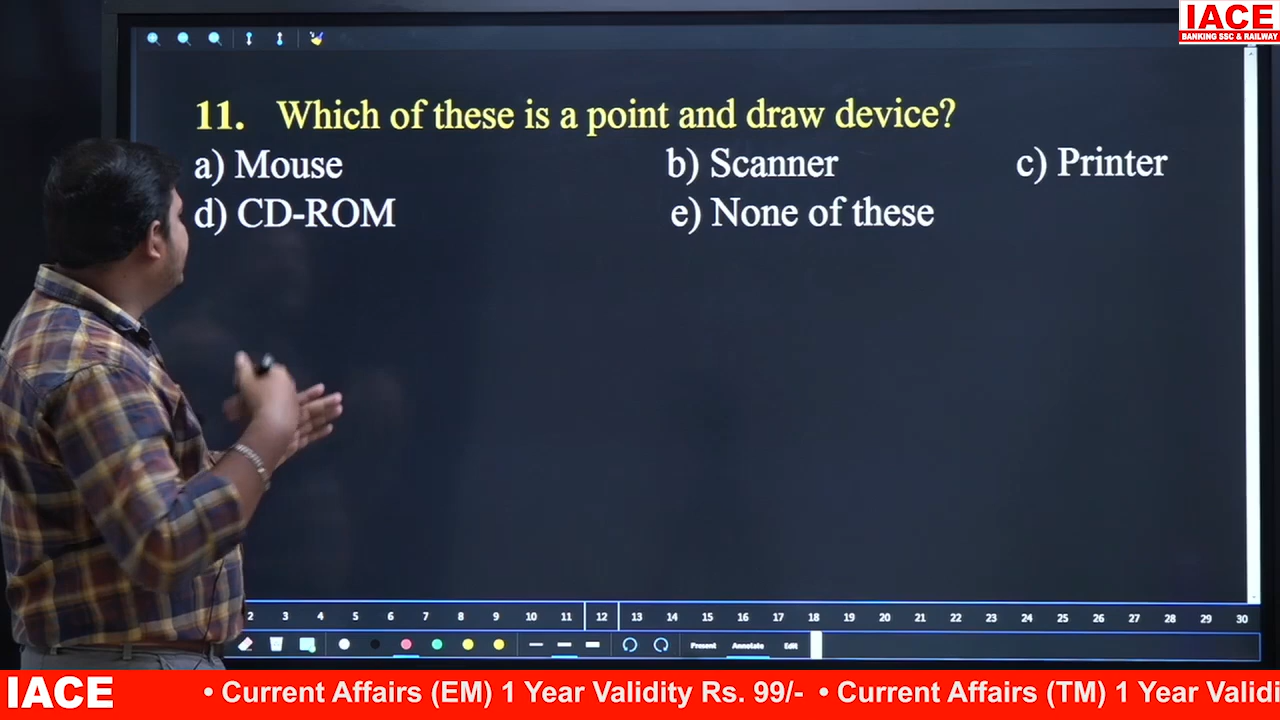 IACE
BANKING SSC & RAILWAY
11. Which of these is a point and draw device?
a) Mouse b) Scanner c) Printer
d) CD-ROM e) None of these
2 3 4 5 6 7 8 9 10 11 12 13 14 15 16 17 18 19 20 21 22 23 24 25 26 27 28 29 30
Present Annotate Edit
IACE • Current Affairs (EM) 1 Year Validity Rs. 99/- • Current Affairs (TM) 1 Year Validi